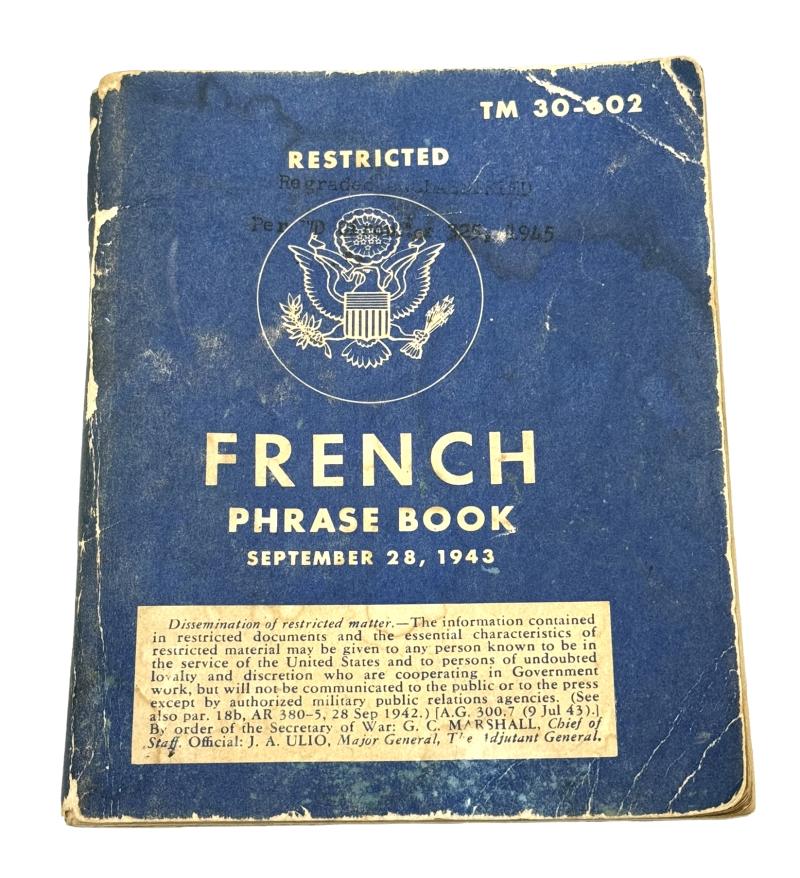 TM 30-602
RESTRICTED
Regraded UNCLASSIFIED
Per WD Circular 325, 1945
FRENCH
PHRASE BOOK
SEPTEMBER 28, 1943
Dissemination of restricted matter.—The information contained
in restricted documents and the essential characteristics of
restricted material may be given to any person known to be in
the service of the United States and to persons of undoubted
loyalty and discretion who are cooperating in Government
work, but will not be communicated to the public or to the press
except by authorized military public relations agencies. (See
also par. 18b, AR 380-5, 28 Sep 1942.) [A.G. 300.7 (9 Jul 43).]
By order of the Secretary of War: G. C. MARSHALL, Chief of
Staff. Official: J. A. ULIO, Major General, The Adjutant General.